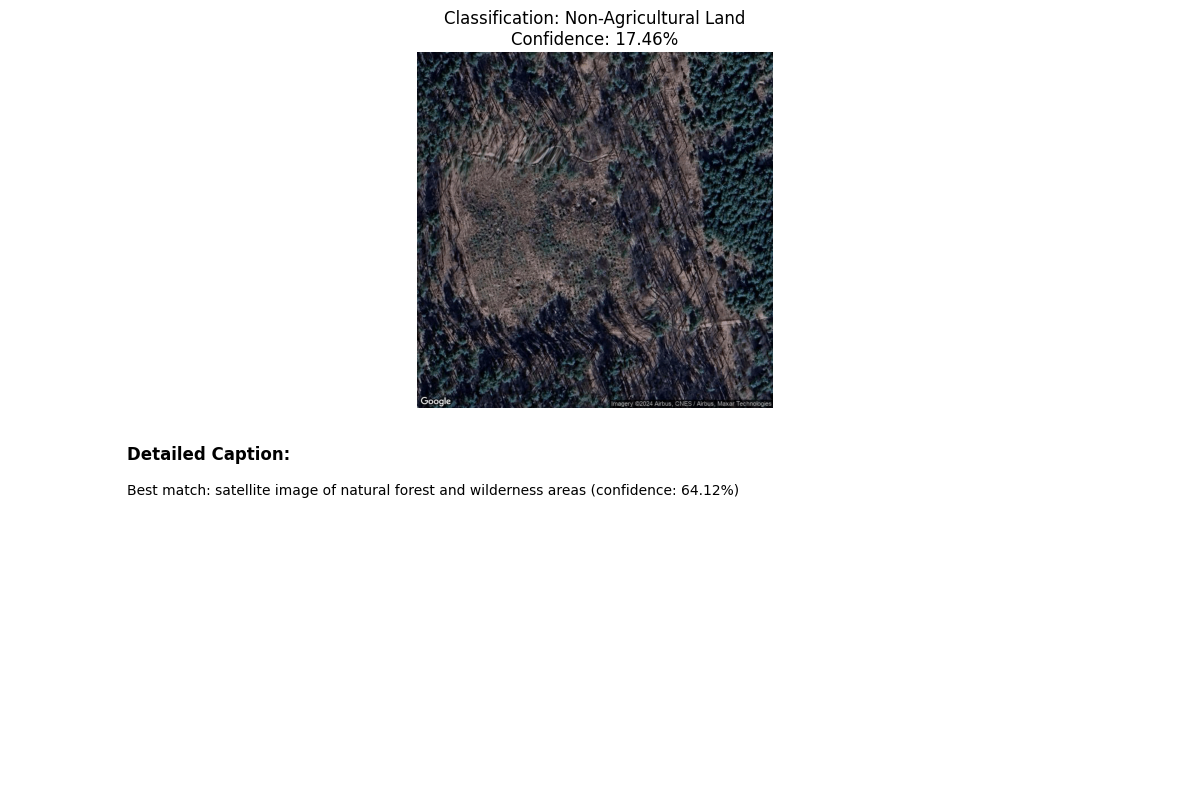 Classification: Non-Agricultural Land
Confidence: 17.46%
Google
Imagery ©2024 Airbus, CNES / Airbus, Maxar Technologies
Detailed Caption:
Best match: satellite image of natural forest and wilderness areas (confidence: 64.12%)